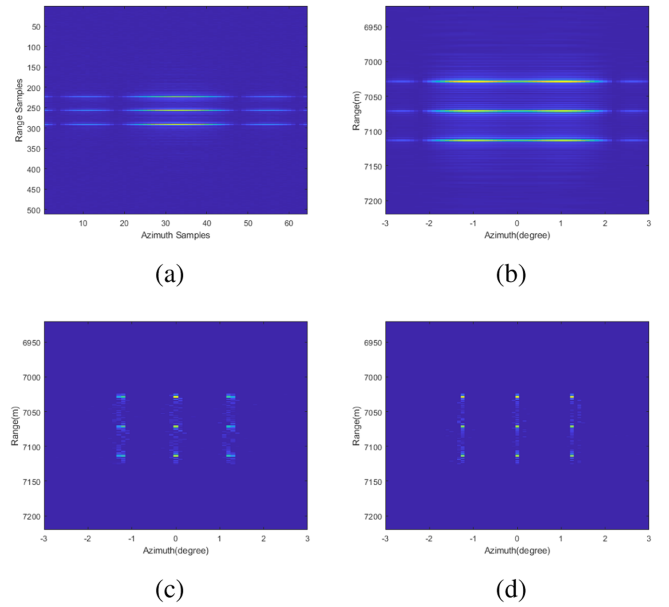 50
100
150
200
250
300
350
400
450
500
Range Samples
10 20 30 40 50 60
Azimuth Samples
(a)
6950
7000
7050
7100
7150
7200
Range(m)
-3 -2 -1 0 1 2 3
Azimuth(degree)
(b)
6950
7000
7050
7100
7150
7200
Range(m)
-3 -2 -1 0 1 2 3
Azimuth(degree)
(c)
6950
7000
7050
7100
7150
7200
Range(m)
-3 -2 -1 0 1 2 3
Azimuth(degree)
(d)